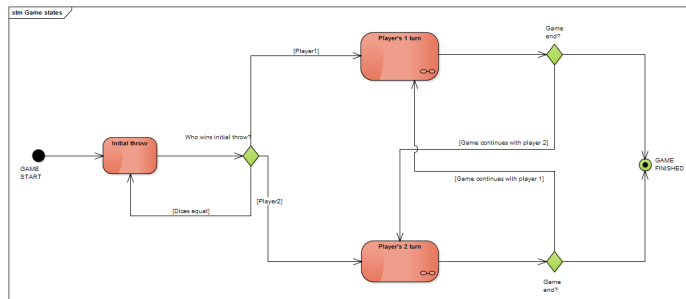 stm Game states
Player's 1 turn
Game
end?
[Player1]
Who wins initial throw?
Initial throw
[Game continues with player 2]
GAME
START
GAME
FINISHED
[Game continues with player 1]
[Player2]
[Dices equal]
Player's 2 turn
Game
end?